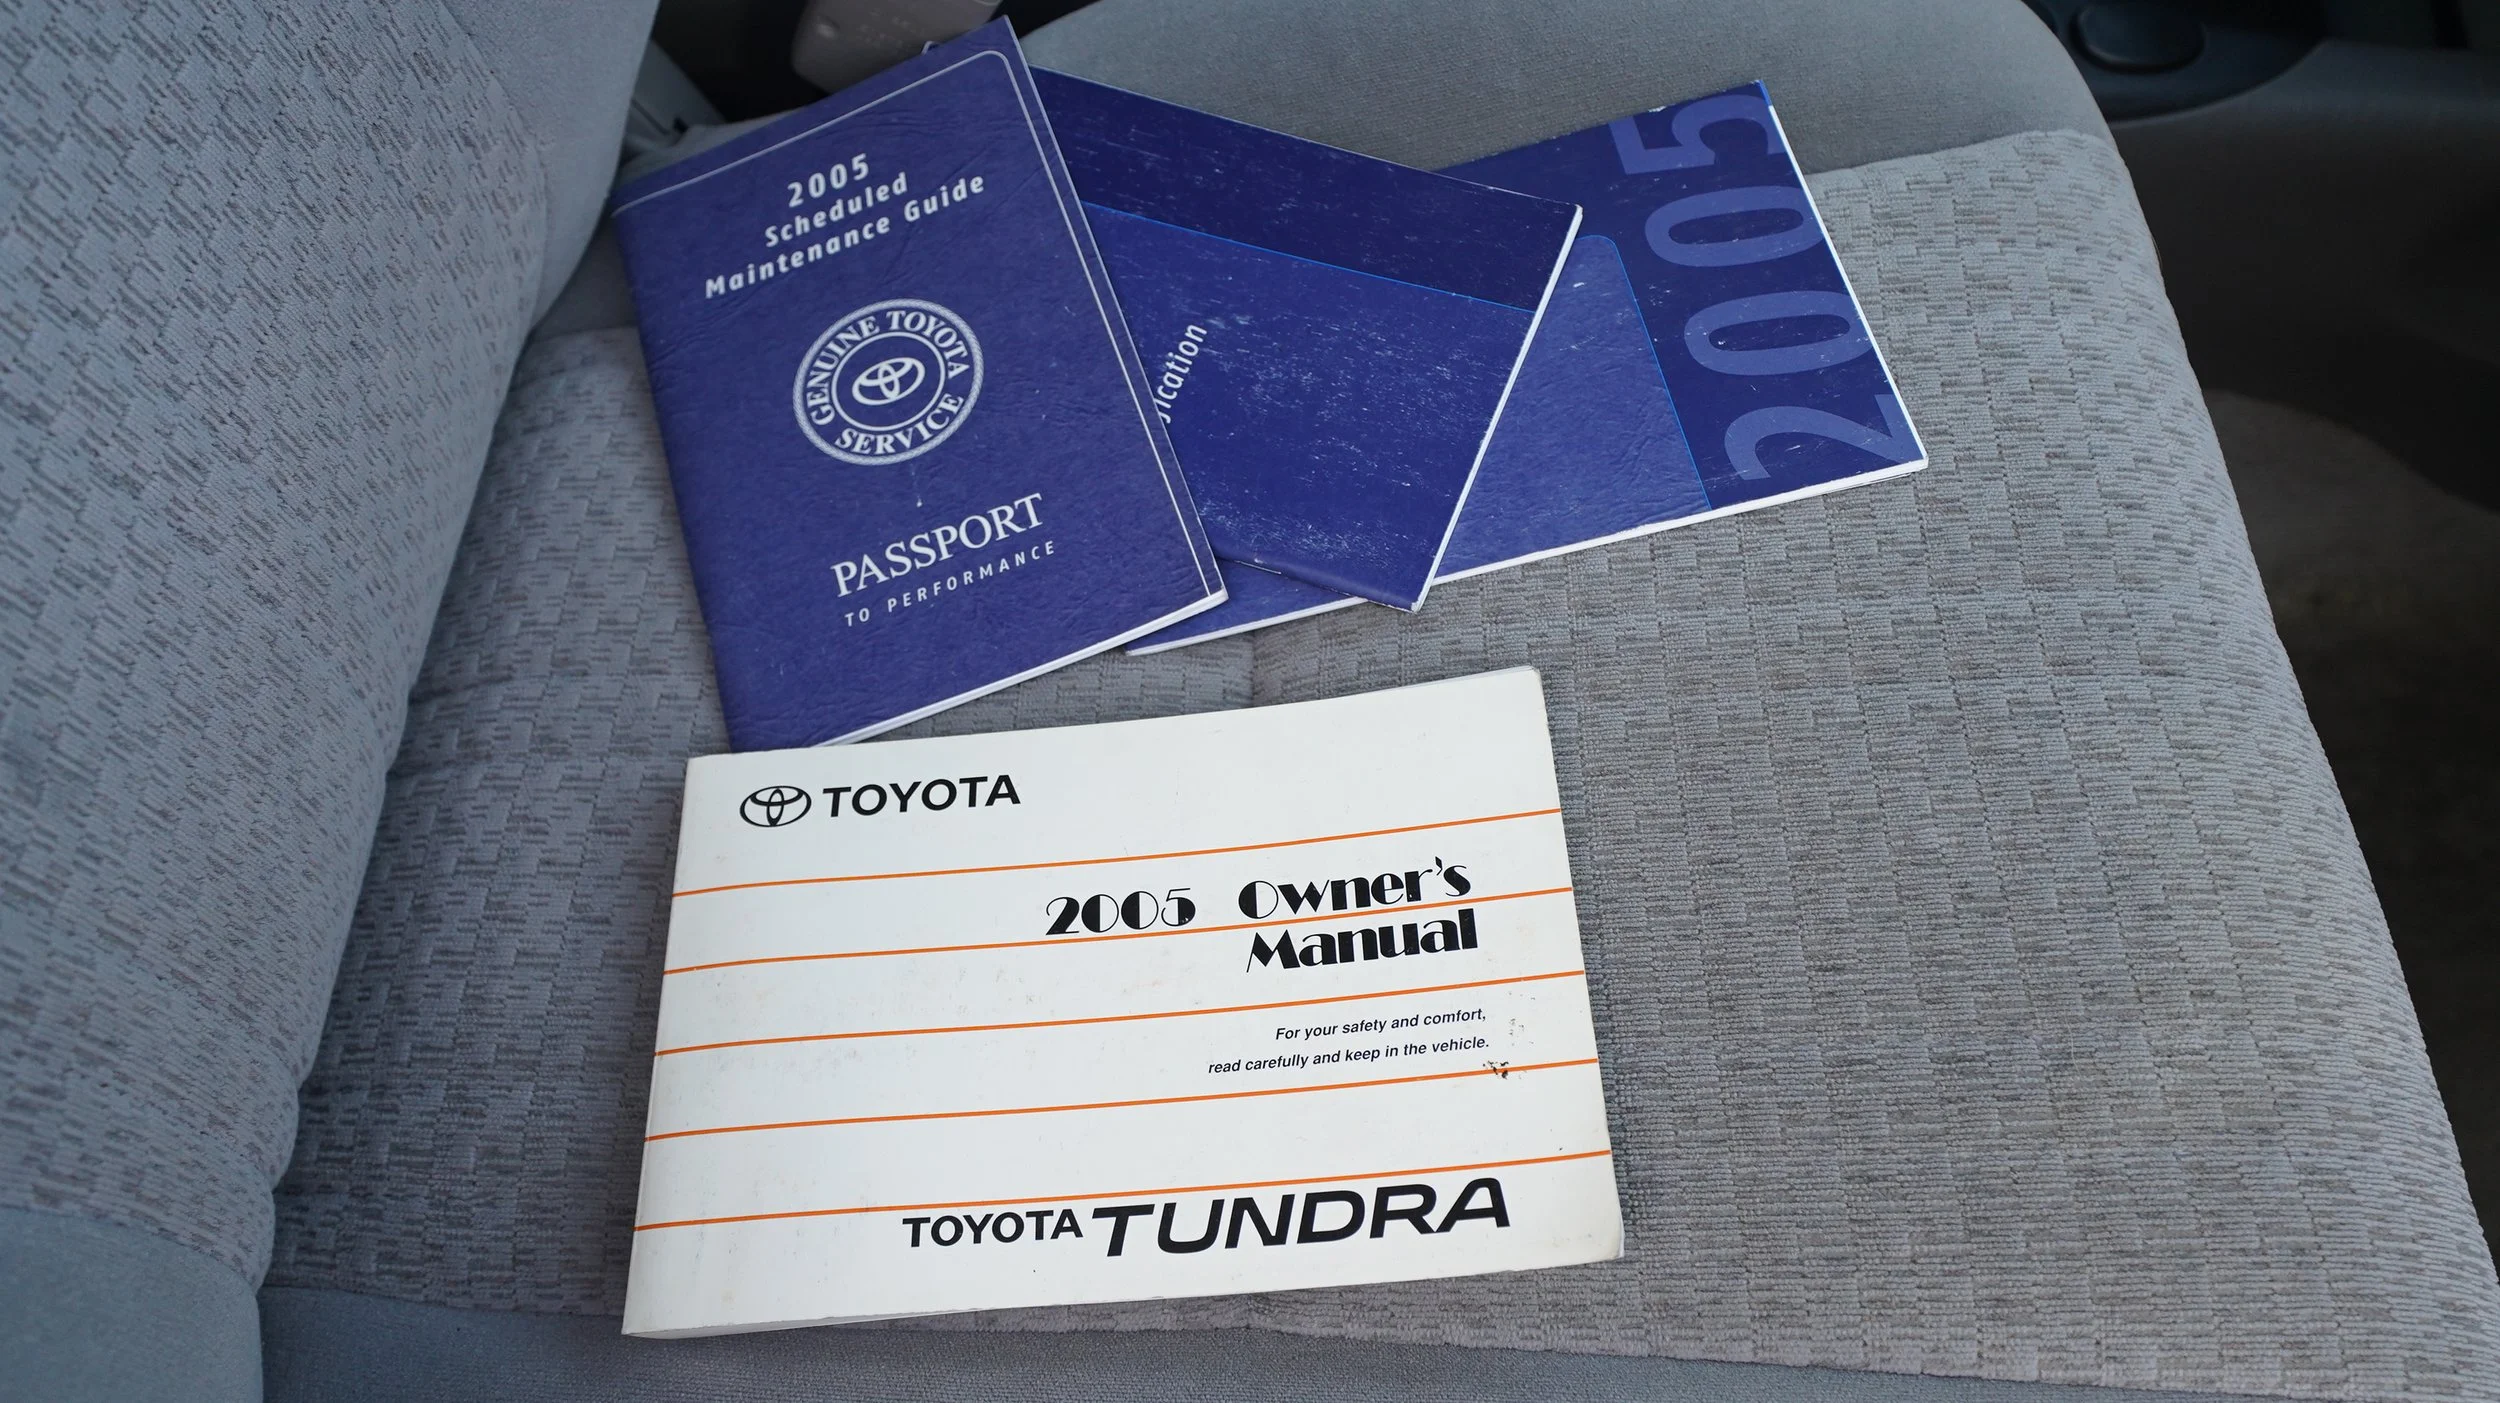 2005
Scheduled
Maintenance Guide
GENUINE TOYOTA
SERVICE
PASSPORT
TO PERFORMANCE
2005
TOYOTA
2005 Owner's
Manual
For your safety and comfort,
read carefully and keep in the vehicle.
TOYOTA TUNDRA